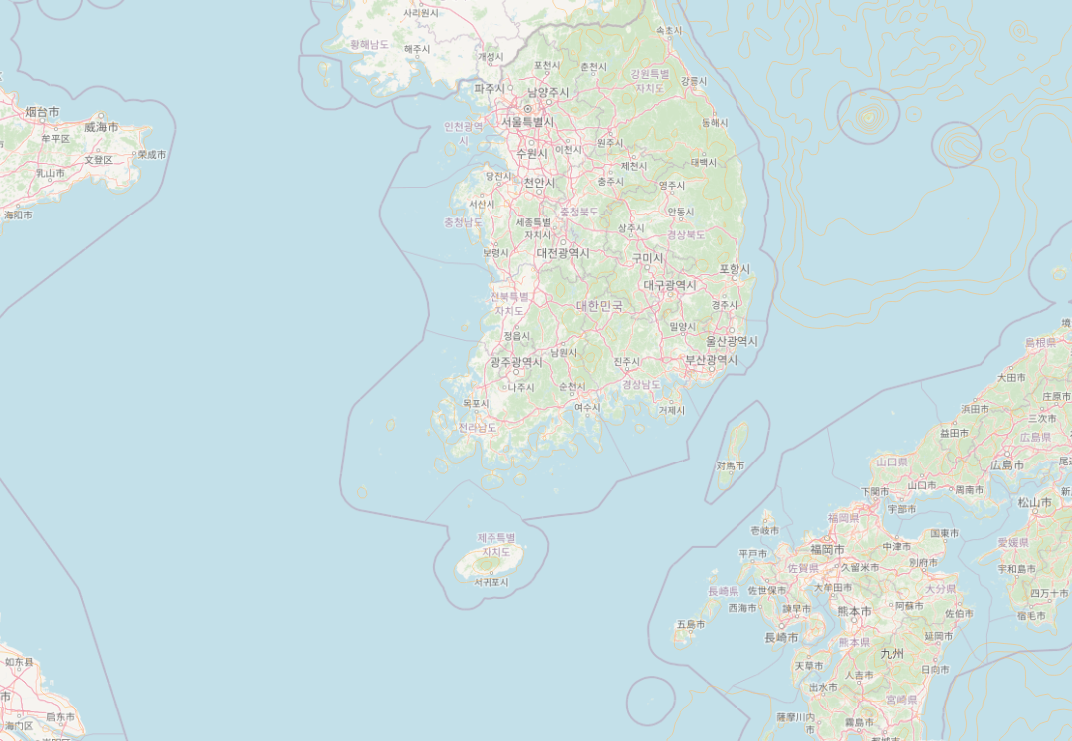 사리원시
속초시
황해남도
해주시
개성시
포천시
춘천시
강원특별
자치도
강릉시
파주시
남양주시
烟台市
威海市
인천광역
시
서울특별시
동해시
牟平区
文登区
荣成市
수원시
이천시
원주시
태백시
제천시
乳山市
당진시
천안시
충주시
영주시
海阳市
서산시
충청남도
세종특별
자치시
충청북도
상주시
안동시
경상북도
보령시
대전광역시
구미시
포항시
대구광역시
전북특별
자치도
대한민국
경주시
정읍시
밀양시
울산광역시
남원시
광주광역시
진주시
부산광역시
나주시
순천시
경상남도
목포시
여수시
거제시
전라남도
境
島根県
大田市
庄原市
浜田市
三次市
益田市
広島県
対馬市
山口県
広島市
尾道
山口市
周南市
下関市
松山市
宇部市
福岡県
壱岐市
国東市
제주특별
자치도
서귀포시
平戸市
福岡市
中津市
愛媛県
佐賀県
久留米市
別府市
宇和島市
長崎県
佐世保市
大牟田市
大分県
四万十市
西海市
諫早市
熊本市
阿蘇市
佐伯市
宿毛市
五島市
長崎市
熊本県
延岡市
九州
如东县
天草市
人吉市
日向市
市
启东市
海门区
出水市
宮崎県
薩摩川内
市
霧島市